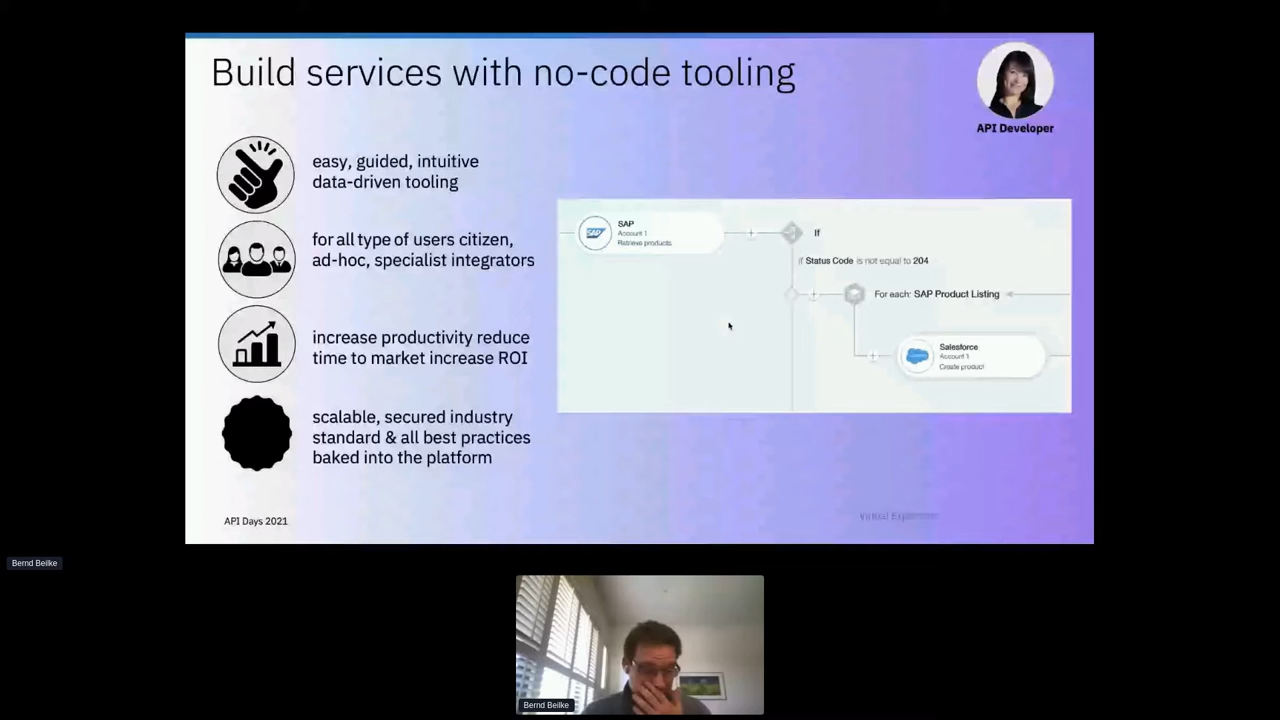 Build services with no-code tooling
API Developer
easy, guided, intuitive
data-driven tooling
for all type of users citizen,
ad-hoc, specialist integrators
increase productivity reduce
time to market increase ROI
scalable, secured industry
standard & all best practices
baked into the platform
SAP
SAP
Account 1
Retrieve products
If
if Status Code is not equal to 204
For each: SAP Product Listing
Salesforce
Account 1
Create product
API Days 2021
Virtual
Bernd Beilke
Bernd Beilke